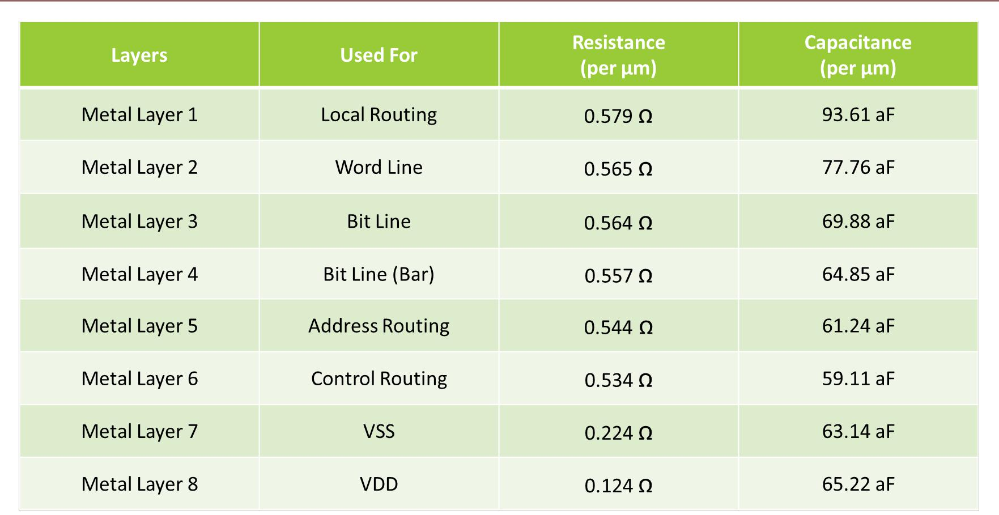 Layers Used For Resistance (per µm) Capacitance (per µm)
Metal Layer 1 Local Routing 0.579 Ω 93.61 aF
Metal Layer 2 Word Line 0.565 Ω 77.76 aF
Metal Layer 3 Bit Line 0.564 Ω 69.88 aF
Metal Layer 4 Bit Line (Bar) 0.557 Ω 64.85 aF
Metal Layer 5 Address Routing 0.544 Ω 61.24 aF
Metal Layer 6 Control Routing 0.534 Ω 59.11 aF
Metal Layer 7 VSS 0.224 Ω 63.14 aF
Metal Layer 8 VDD 0.124 Ω 65.22 aF